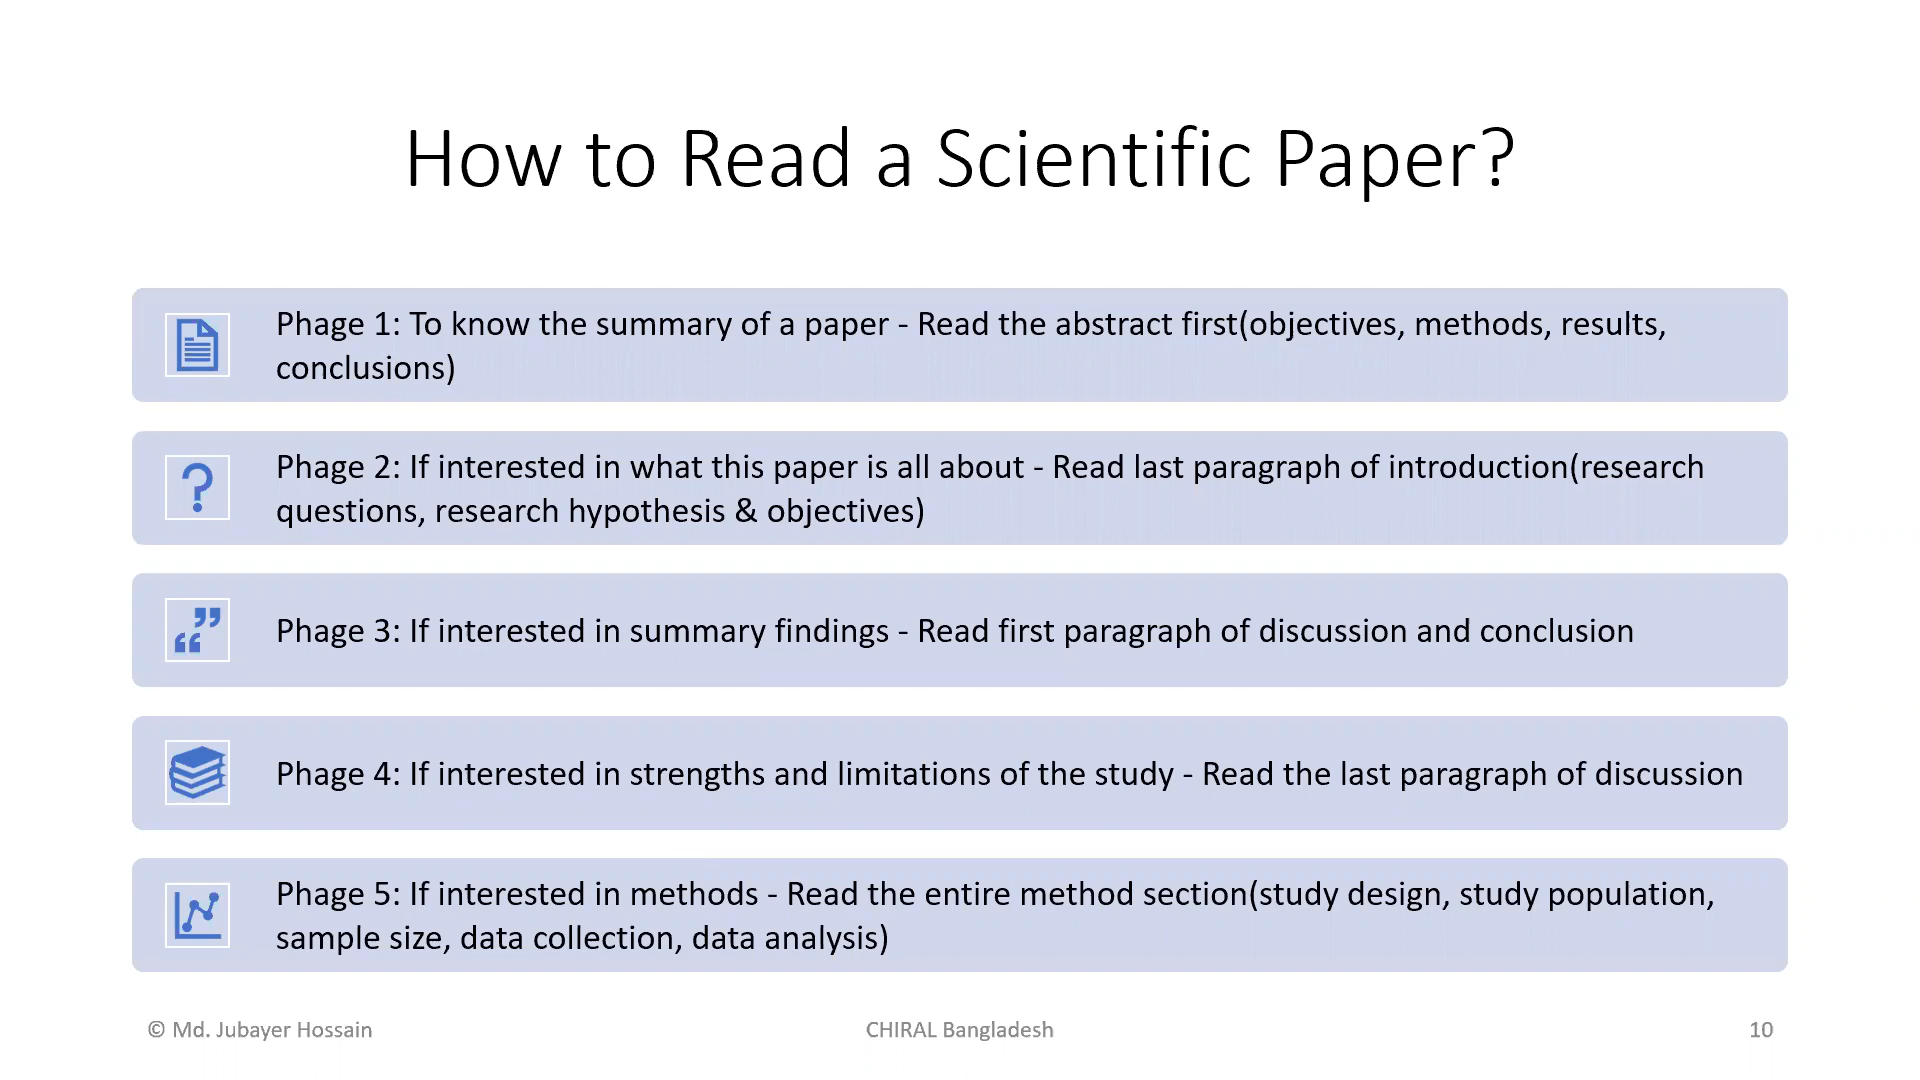 How to Read a Scientific Paper?
Phage 1: To know the summary of a paper - Read the abstract first(objectives, methods, results,
conclusions)
Phage 2: If interested in what this paper is all about - Read last paragraph of introduction(research
questions, research hypothesis & objectives)
Phage 3: If interested in summary findings - Read first paragraph of discussion and conclusion
Phage 4: If interested in strengths and limitations of the study - Read the last paragraph of discussion
Phage 5: If interested in methods - Read the entire method section(study design, study population,
sample size, data collection, data analysis)
© Md. Jubayer Hossain
CHIRAL Bangladesh
10